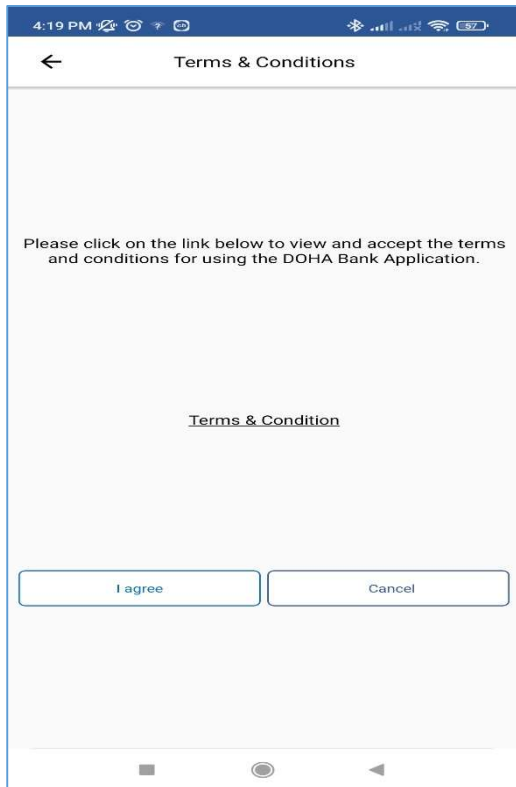 4:19 PM
57
Terms & Conditions
Please click on the link below to view and accept the terms
and conditions for using the DOHA Bank Application.
Terms & Condition
I agree
Cancel